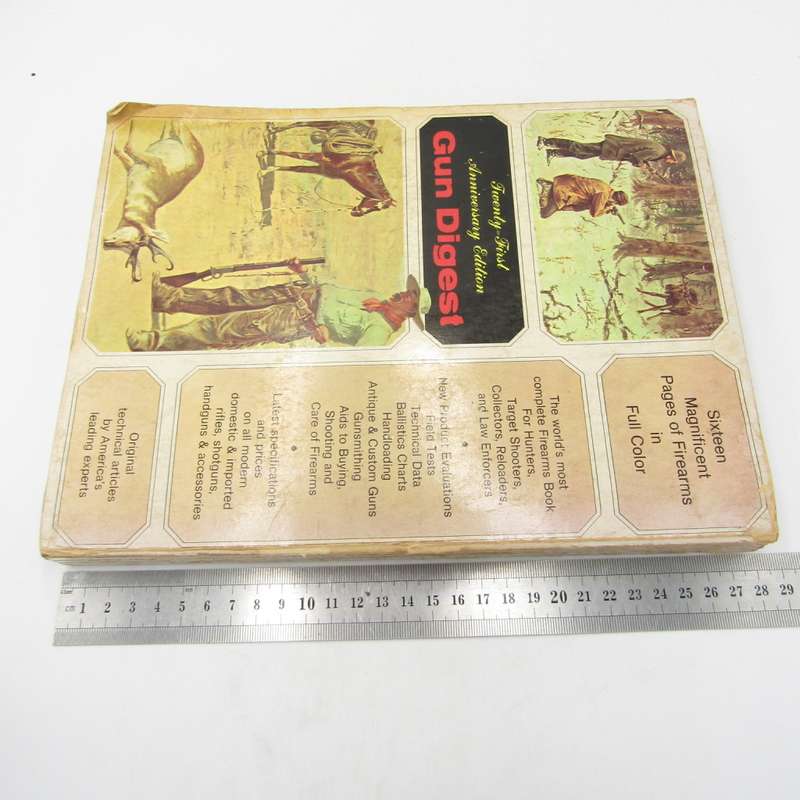 Twenty-First
Anniversary Edition
Gun Digest
Sixteen
Magnificent
Pages of Firearms
in
Full Color
The world's most
complete Firearms Book
For Hunters,
Target Shooters,
Collectors, Reloaders,
and Law Enforcers
New Product Evaluations
Field Tests
Technical Data
Ballistics Charts
Handloading
Antique & Custom Guns
Gunsmithing
Aids to Buying,
Shooting and
Care of Firearms
Latest specifications
and prices
on all modern
domestic & imported
rifles, shotguns,
handguns & accessories
Original
technical articles
by America's
leading experts
cm 1 2 3 4 5 6 7 8 9 10 11 12 13 14 15 16 17 18 19 20 21 22 23 24 25 26 27 28 29